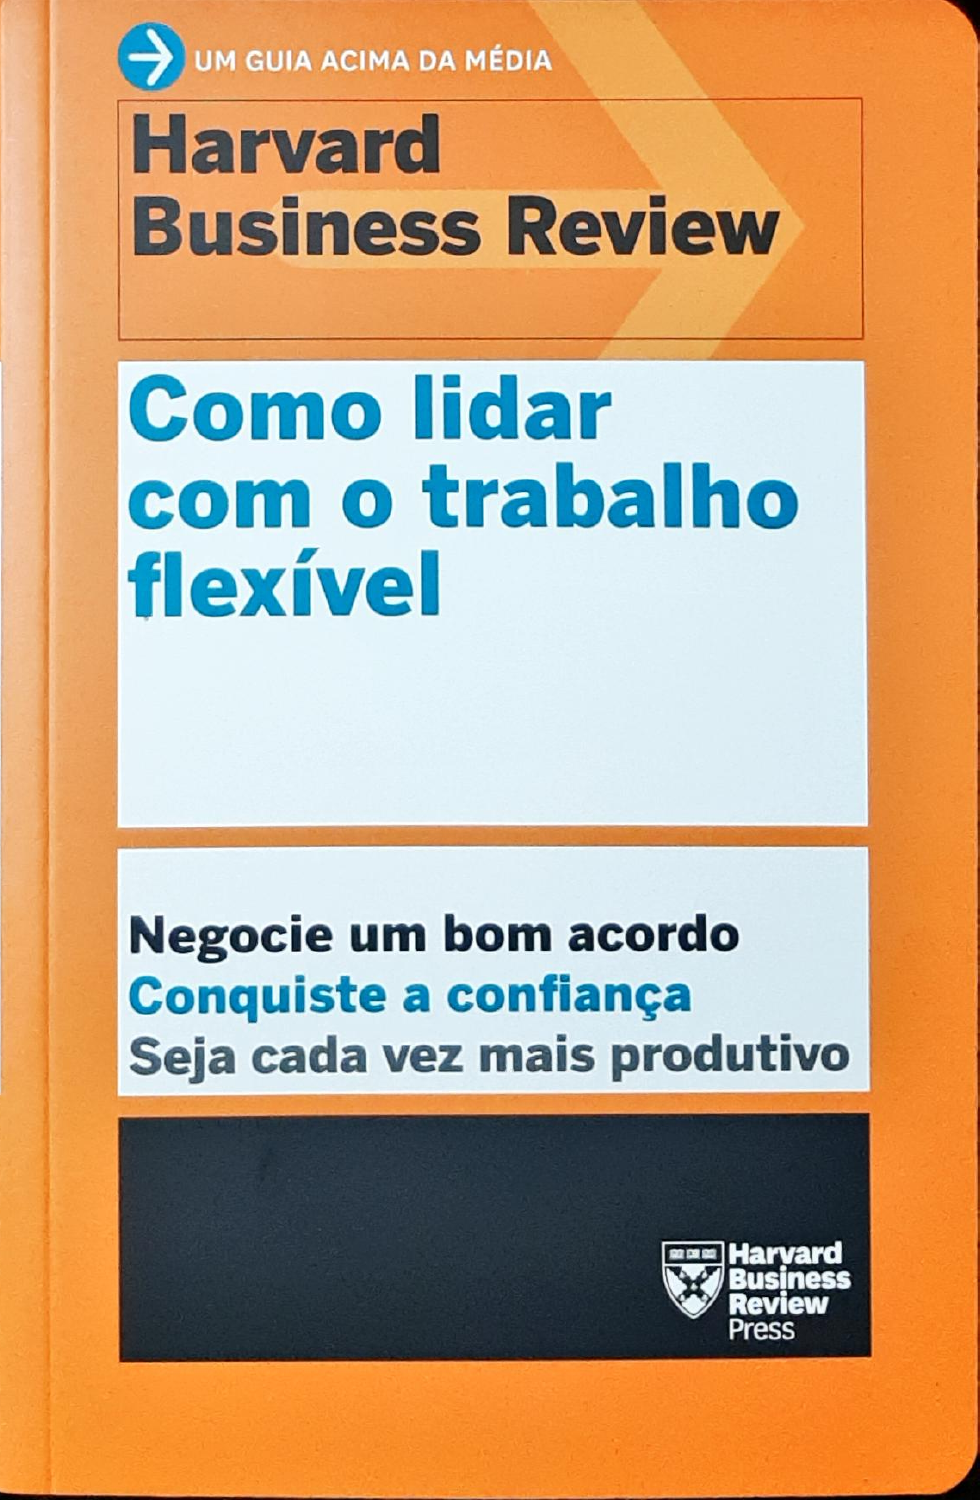 UM GUIA ACIMA DA MÉDIA
Harvard
Business Review
Como lidar
com o trabalho
flexível
Negocie um bom acordo
Conquiste a confiança
Seja cada vez mais produtivo
Harvard
Business
Review
Press